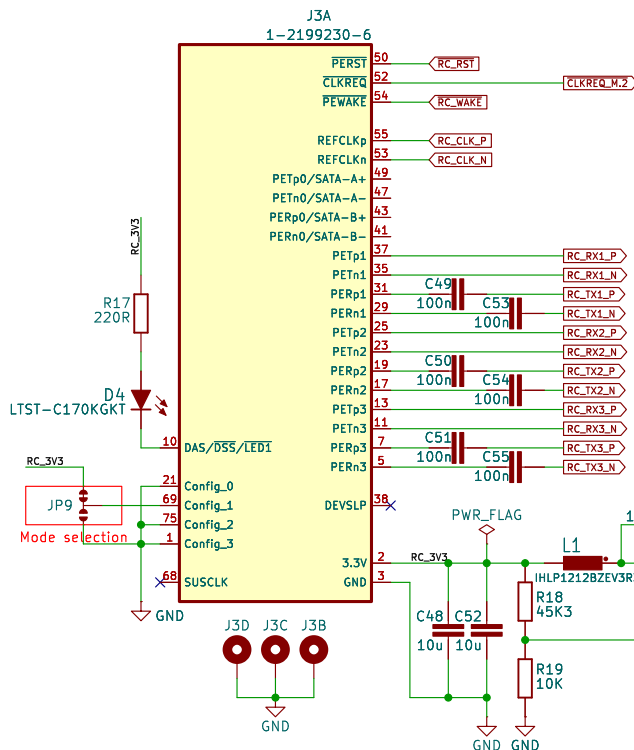 J3A
1-2199230-6
PERST 50 RC_RST
CLKREQ 52 CLKREQ_M.2
PEWAKE 54 RC_WAKE
REFCLKp 55 RC_CLK_P
REFCLKn 53 RC_CLK_N
PETp0/SATA-A+ 49
PETn0/SATA-A- 47
PERp0/SATA-B+ 43
PERn0/SATA-B- 41
PETp1 37 RC_RX1_P
PETn1 35 RC_RX1_N
PERp1 31 C49 100n RC_TX1_P
PERn1 29 C53 100n RC_TX1_N
PETp2 25 RC_RX2_P
PETn2 23 RC_RX2_N
PERp2 19 C50 100n RC_TX2_P
PERn2 17 C54 100n RC_TX2_N
PETp3 13 RC_RX3_P
PETn3 11 RC_RX3_N
PERp3 7 C51 100n RC_TX3_P
PERn3 5 C55 100n RC_TX3_N
RC_3V3
R17
220R
D4
LTST-C170KGKT
10 DAS/DSS/LED1
RC_3V3
21 Config_0
JP9 69 Config_1
75 Config_2
Mode selection
1 Config_3
DEVSLP 38
68 SUSCLK
GND
PWR_FLAG
3.3V 2 RC_3V3
GND 3
L1
IHLP1212BZEV3R
1
C48
10u
C52
10u
R18
45K3
R19
10K
J3D J3C J3B
GND
GND GND